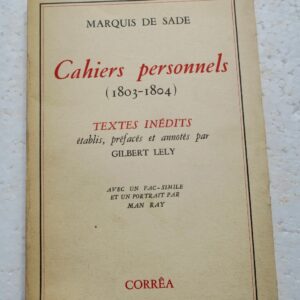 MARQUIS DE SADE
Cahiers personnels
(1803-1804)
TEXTES INÉDITS
établis, préfacés et annotés par
GILBERT LELY
AVEC UN FAC-SIMILE
ET UN PORTRAIT PAR
MAN RAY
CORRÊA